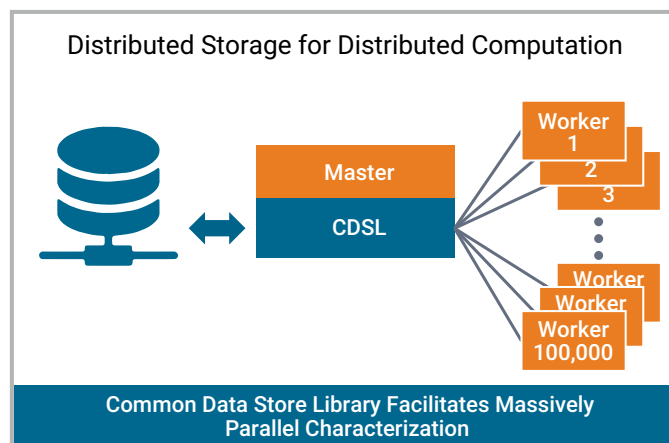 Distributed Storage for Distributed Computation
Worker
1
2
3
Master
CDSL
Worker
Worker
Worker
100,000
Common Data Store Library Facilitates Massively
Parallel Characterization